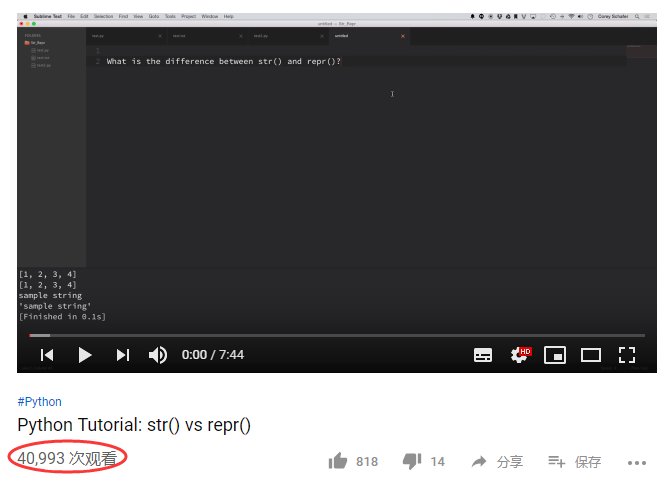 Sublime Text File Edit Selection Find View Goto Tools Project Window Help Corey Schafer
untitled — Str_Repr
FOLDERS
Str_Repr
untitled
1
2 What is the difference between str() and repr()?
[1, 2, 3, 4]
[1, 2, 3, 4]
sample string
'sample string'
[Finished in 0.1s]
0:00 / 7:44
HD
#Python
Python Tutorial: str() vs repr()
40,993 次观看
818 14 分享 保存